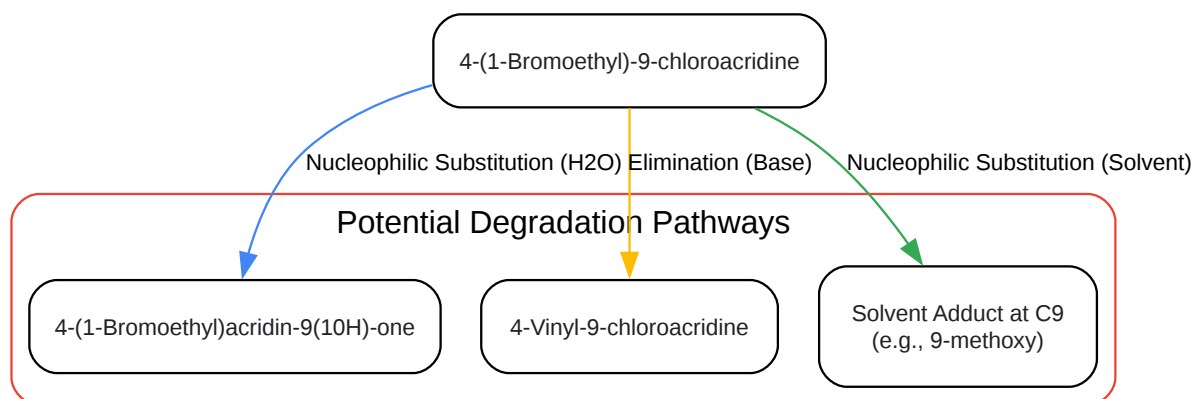 4-(1-Bromoethyl)-9-chloroacridine
Nucleophilic Substitution (H2O)
Elimination (Base)
Nucleophilic Substitution (Solvent)
Potential Degradation Pathways
4-(1-Bromoethyl)acridin-9(10H)-one
4-Vinyl-9-chloroacridine
Solvent Adduct at C9
(e.g., 9-methoxy)